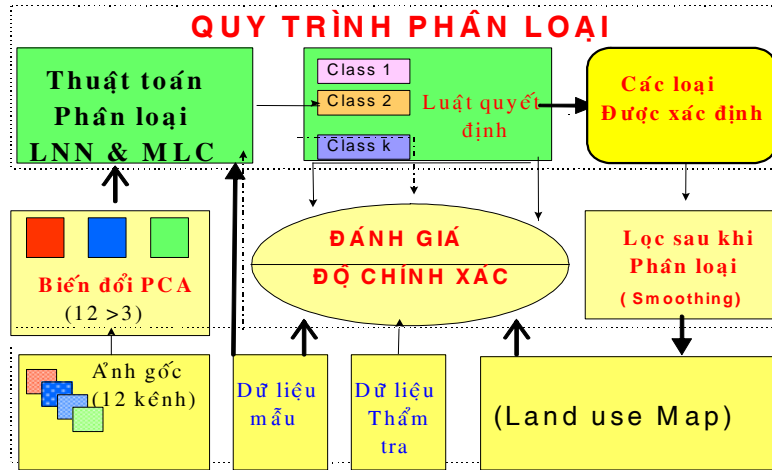 QUY TRÌNH PHÂN LOẠI
Thuật toán
Phân loại
LNN & MLC
Class 1
Class 2
Class k
Luật quyết
định
Các loại
Được xác định
Biến đổi PCA
(12 >3)
ĐÁNH GIÁ
ĐỘ CHÍNH XÁC
Lọc sau khi
Phân loại
( Smoothing)
Ảnh gốc
(12 kênh)
Dữ liệu
mẫu
Dữ liệu
Thẩm
tra
(Land use Map)